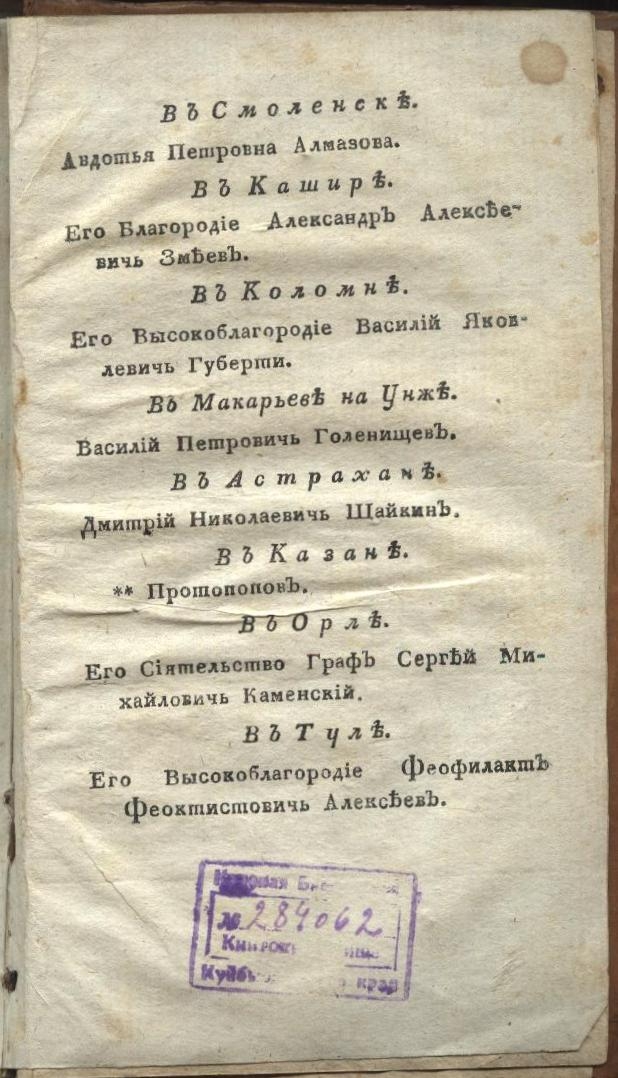 Въ Смоленскѣ.
Авдотья Петровна Алмазова.
Въ Каширѣ.
Его Благородіе Александръ Алексѣе-
вичь Змѣевъ.
Въ Коломнѣ.
Его Высокоблагородіе Василій Яков-
левичь Губерти.
Въ Макарьевѣ на Унжѣ.
Василій Петровичь Голенищевъ.
Въ Астраханѣ.
Дмитрій Николаевичь Шайкинъ.
Въ Казанѣ.
** Протопоповъ.
Въ Орлѣ.
Его Сіятельство Графъ Сергѣй Ми-
хайловичь Каменскій.
Въ Тулѣ.
Его Высокоблагородіе Феофилактъ
Феоктистовичь Алексѣевъ.
№ 284062
край